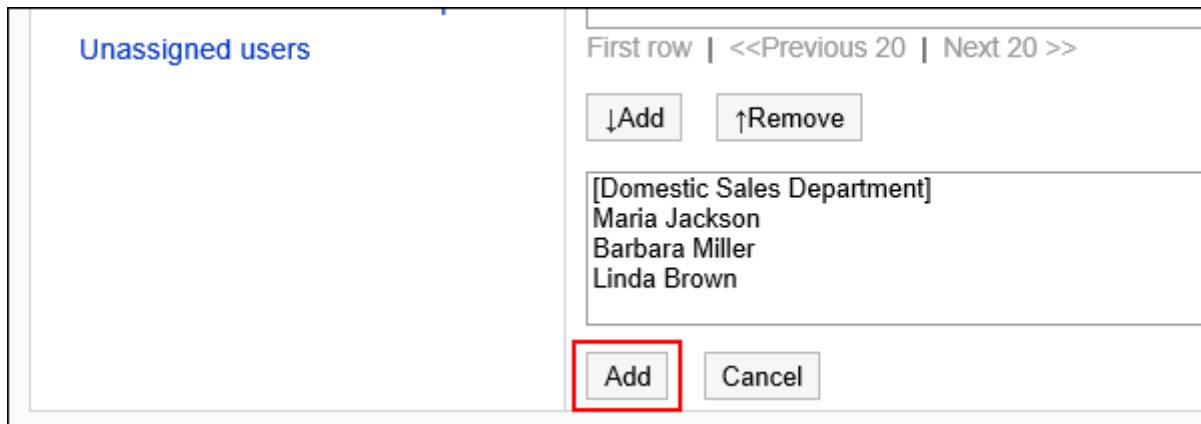 Unassigned users
First row | <<Previous 20 | Next 20 >>
↓Add ↑Remove
[Domestic Sales Department]
Maria Jackson
Barbara Miller
Linda Brown
Add Cancel